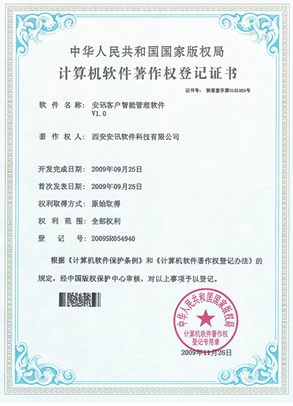 中华人民共和国国家版权局
计算机软件著作权登记证书
证书号： 软著登字第0181939号
软件名称： 安讯客户智能管理软件
V1.0
著作权人： 西安安讯软件科技有限公司
开发完成日期： 2009年09月25日
首次发表日期： 2009年09月25日
权利取得方式： 原始取得
权利范围： 全部权利
登记号： 2009SR054940
根据《计算机软件保护条例》和《计算机软件著作权登记办法》的
规定，经中国版权保护中心审核，对以上事项予以登记。
中华人民共和国国家版权局
计算机软件著作权
登记专用章
2009年11月26日